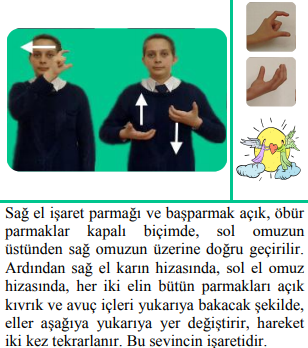 Sağ el işaret parmağı ve başparmak açık, öbür
parmaklar kapalı biçimde, sol omuzun
üstünden sağ omuzun üzerine doğru geçirilir.
Ardından sağ el karın hizasında, sol el omuz
hizasında, her iki elin bütün parmakları açık
kıvrık ve avuç içleri yukarıya bakacak şekilde,
eller aşağıya yukarıya yer değiştirir, hareket
iki kez tekrarlanır. Bu sevincin işaretidir.